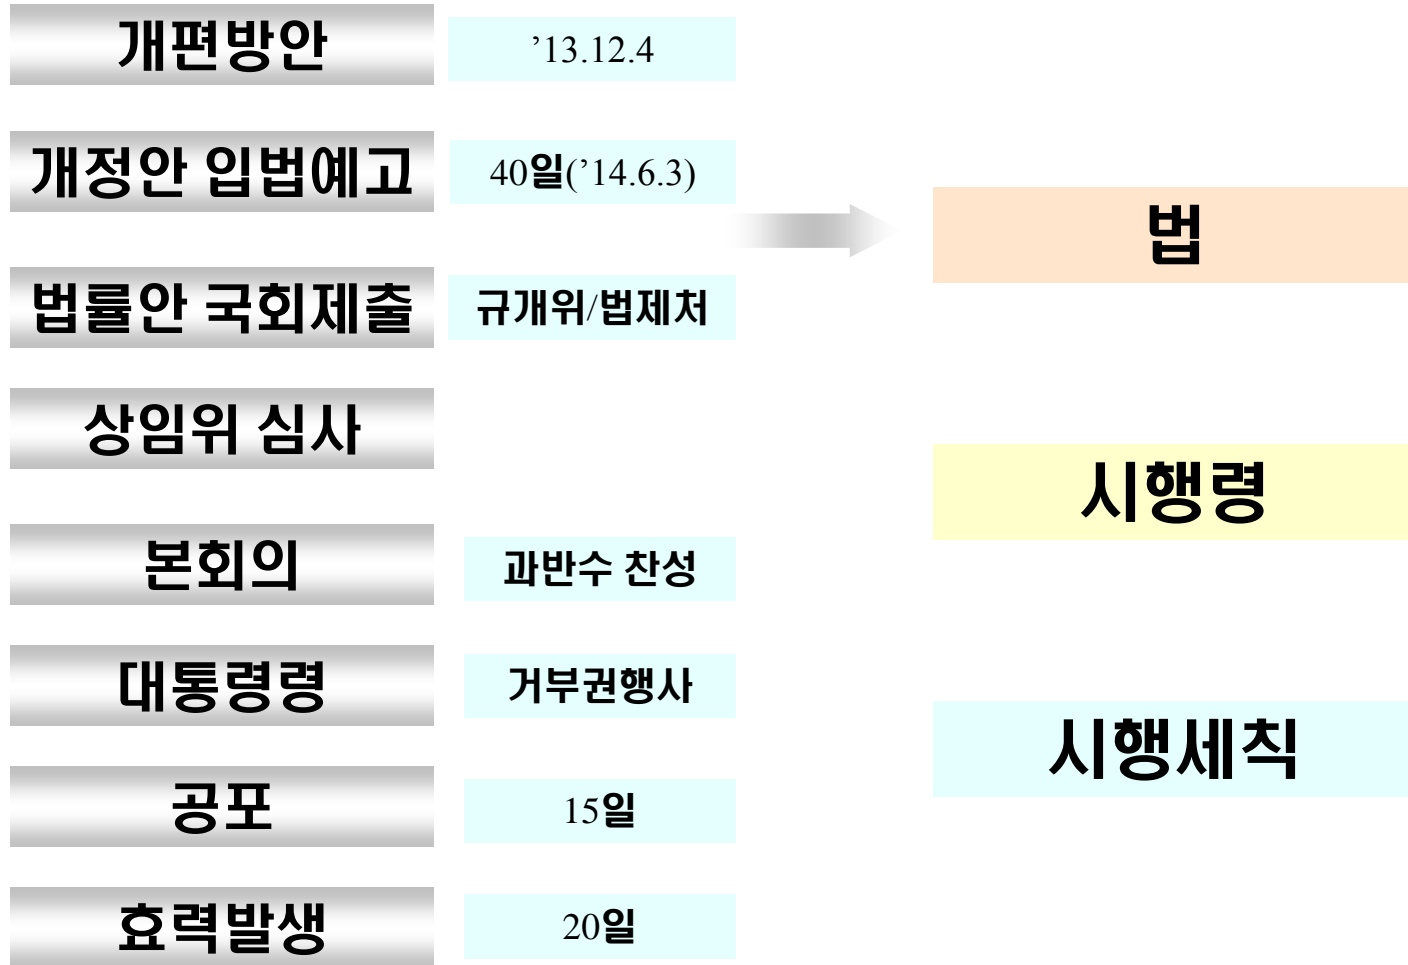 개편방안
’13.12.4
개정안 입법예고
40일(’14.6.3)
법률안 국회제출
규개위/법제처
상임위 심사
본회의
과반수 찬성
대통령령
거부권행사
공포
15일
효력발생
20일
법
시행령
시행세칙